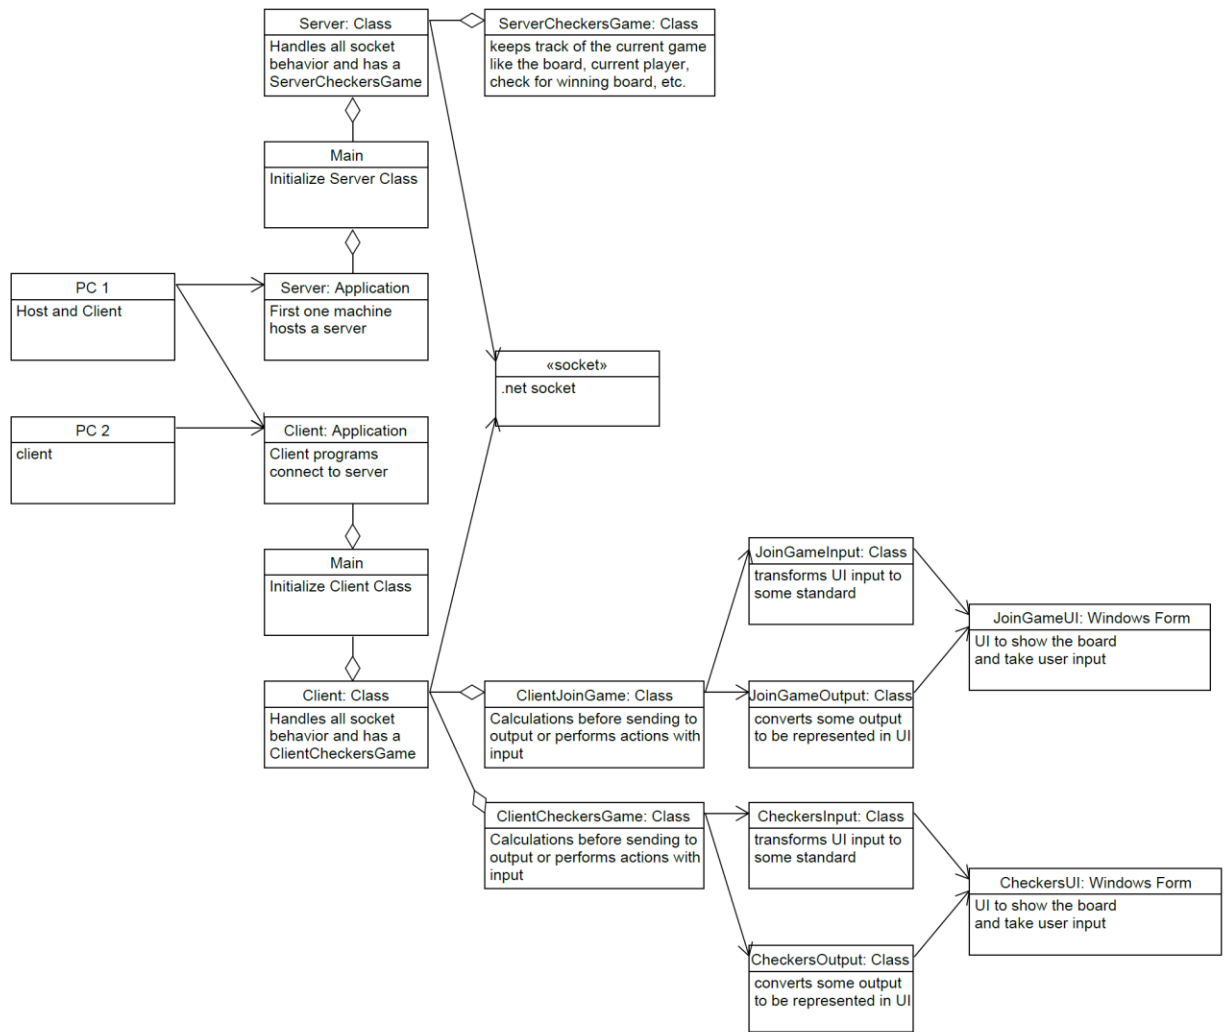 Server: Class
Handles all socket
behavior and has a
ServerCheckersGame
ServerCheckersGame: Class
keeps track of the current game
like the board, current player,
check for winning board, etc.
Main
Initialize Server Class
PC 1
Host and Client
Server: Application
First one machine
hosts a server
«socket»
.net socket
PC 2
client
Client: Application
Client programs
connect to server
Main
Initialize Client Class
JoinGameInput: Class
transforms UI input to
some standard
JoinGameUI: Windows Form
UI to show the board
and take user input
Client: Class
Handles all socket
behavior and has a
ClientCheckersGame
ClientJoinGame: Class
Calculations before sending to
output or performs actions with
input
JoinGameOutput: Class
converts some output
to be represented in UI
ClientCheckersGame: Class
Calculations before sending to
output or performs actions with
input
CheckersInput: Class
transforms UI input to
some standard
CheckersUI: Windows Form
UI to show the board
and take user input
CheckersOutput: Class
converts some output
to be represented in UI